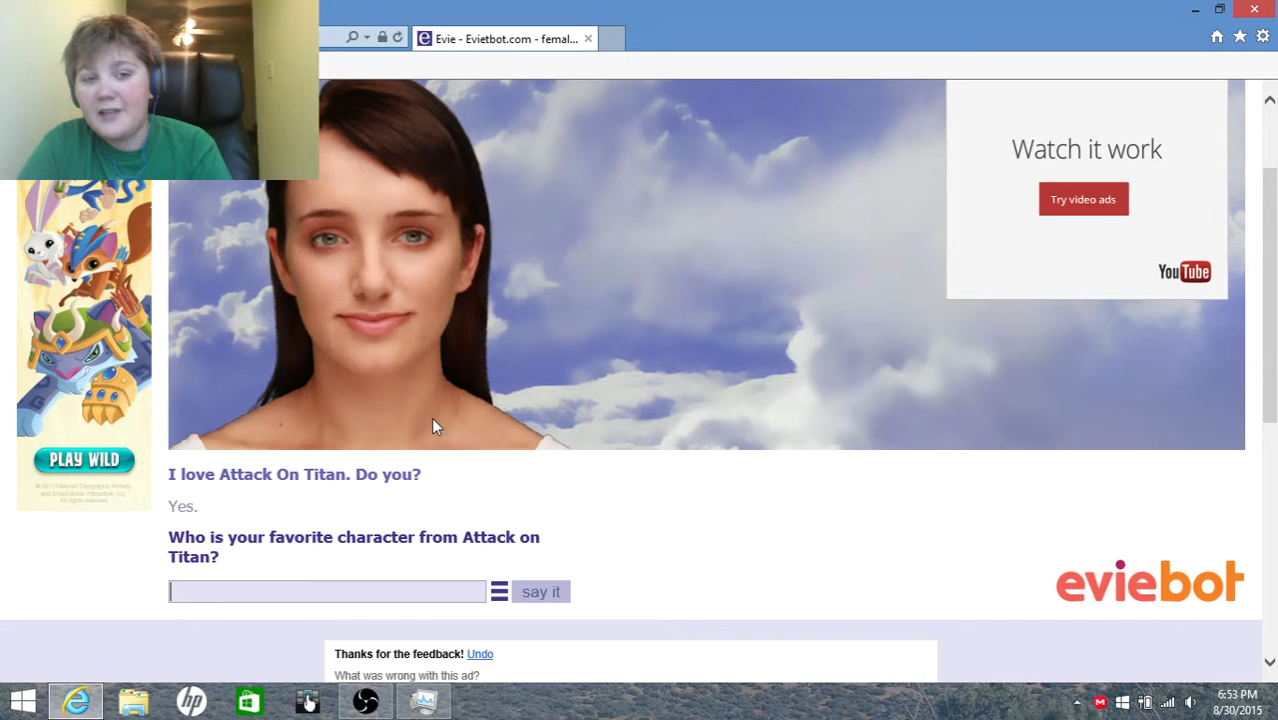 Evie - Evietbot.com - femal...
Watch it work
Try video ads
YouTube
PLAY WILD
I love Attack On Titan. Do you?
Yes.
Who is your favorite character from Attack on
Titan?
say it
eviebot
Thanks for the feedback! Undo
What was wrong with this ad?
hp
6:53 PM
8/30/2015